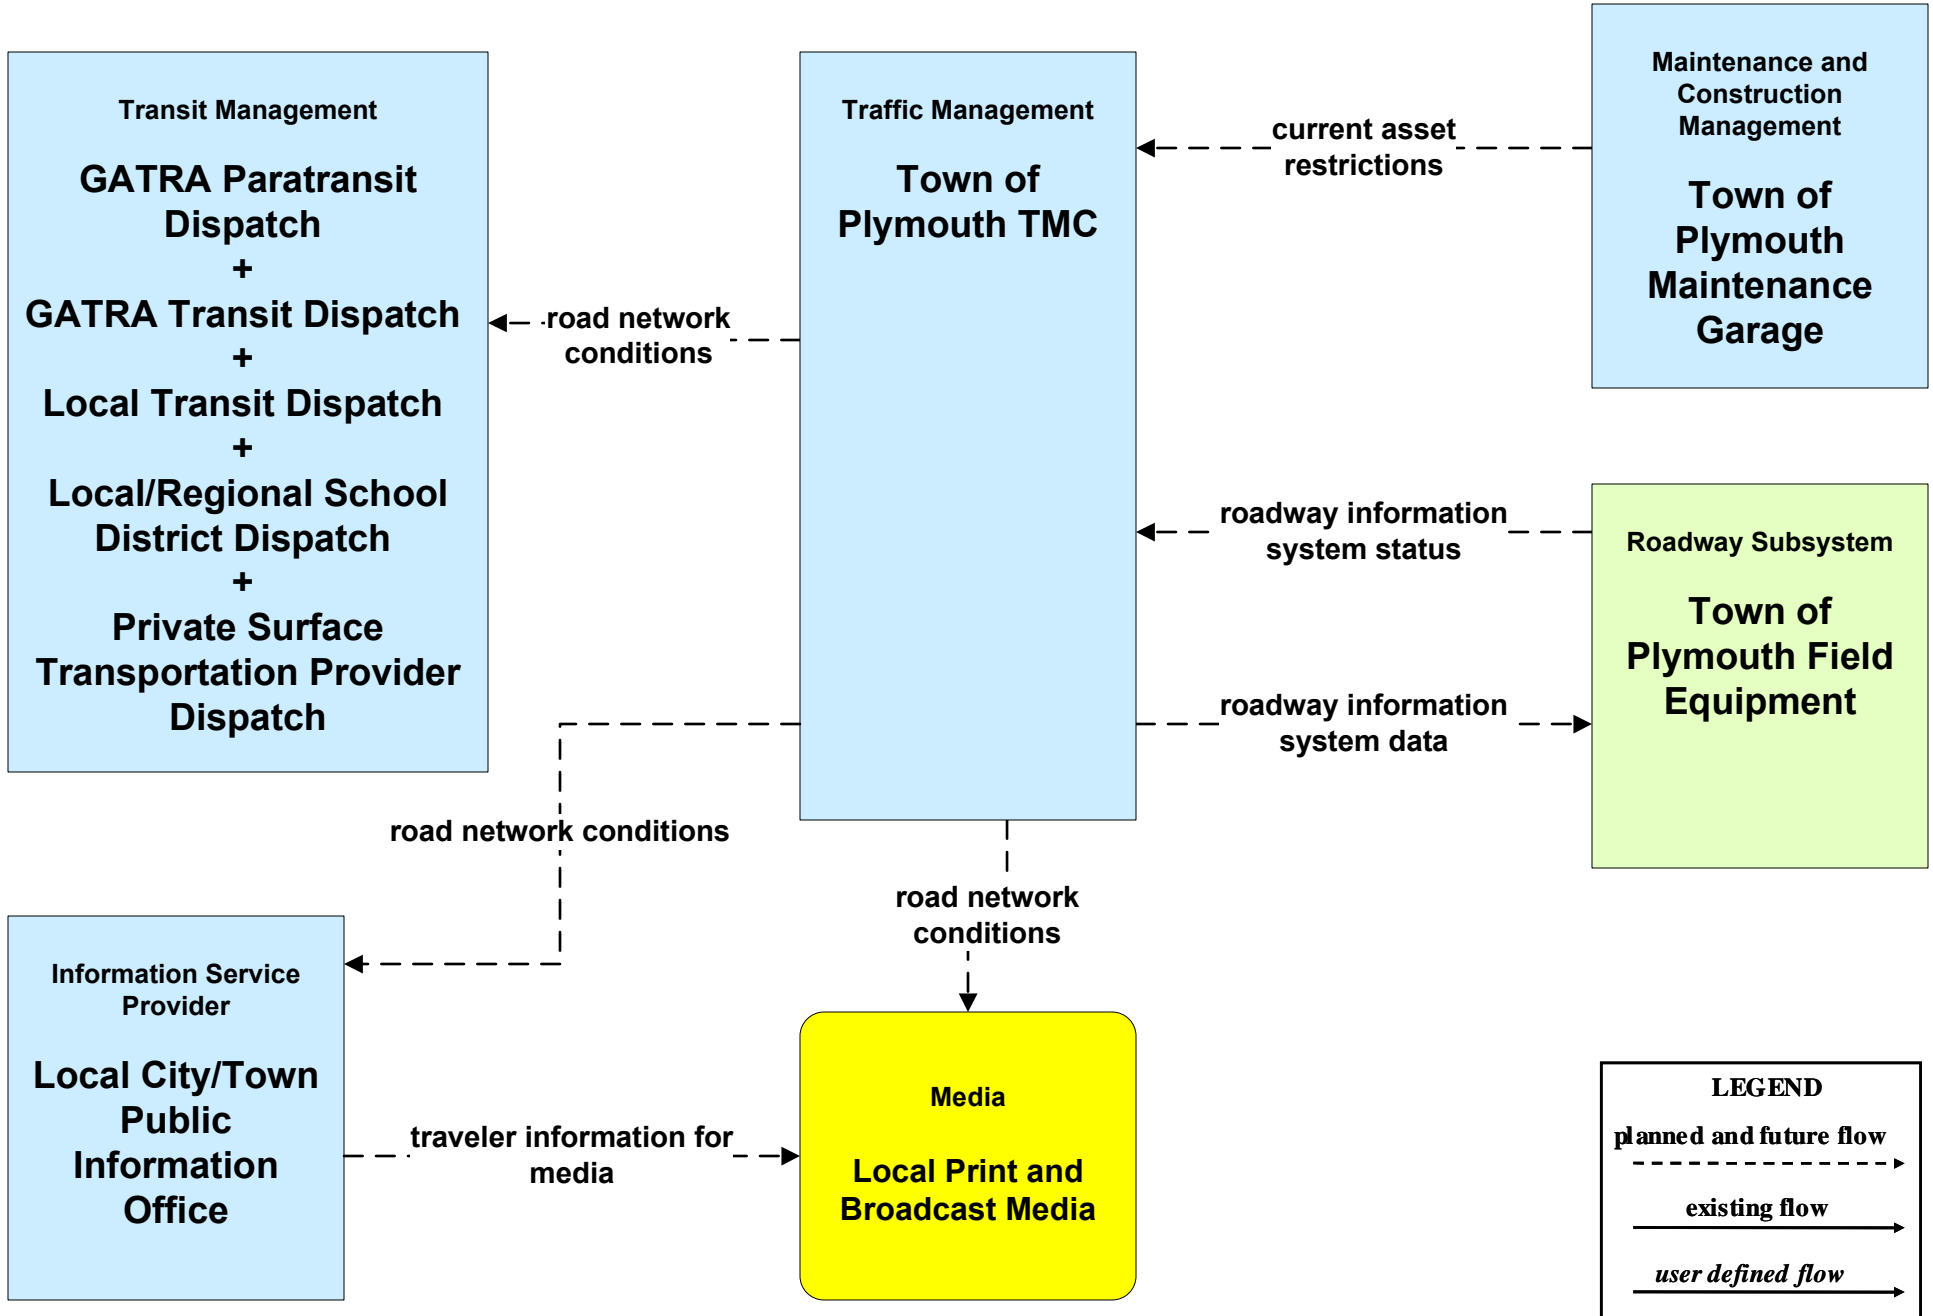 Transit Management
GATRA Paratransit
Dispatch
+
GATRA Transit Dispatch
+
Local Transit Dispatch
+
Local/Regional School
District Dispatch
+
Private Surface
Transportation Provider
Dispatch
road network
conditions
Traffic Management
Town of
Plymouth TMC
current asset
restrictions
Maintenance and
Construction
Management
Town of
Plymouth
Maintenance
Garage
roadway information
system status
roadway information
system data
Roadway Subsystem
Town of
Plymouth Field
Equipment
road network conditions
road network
conditions
Information Service
Provider
Local City/Town
Public
Information
Office
traveler information for
media
Media
Local Print and
Broadcast Media
LEGEND
planned and future flow
existing flow
user defined flow